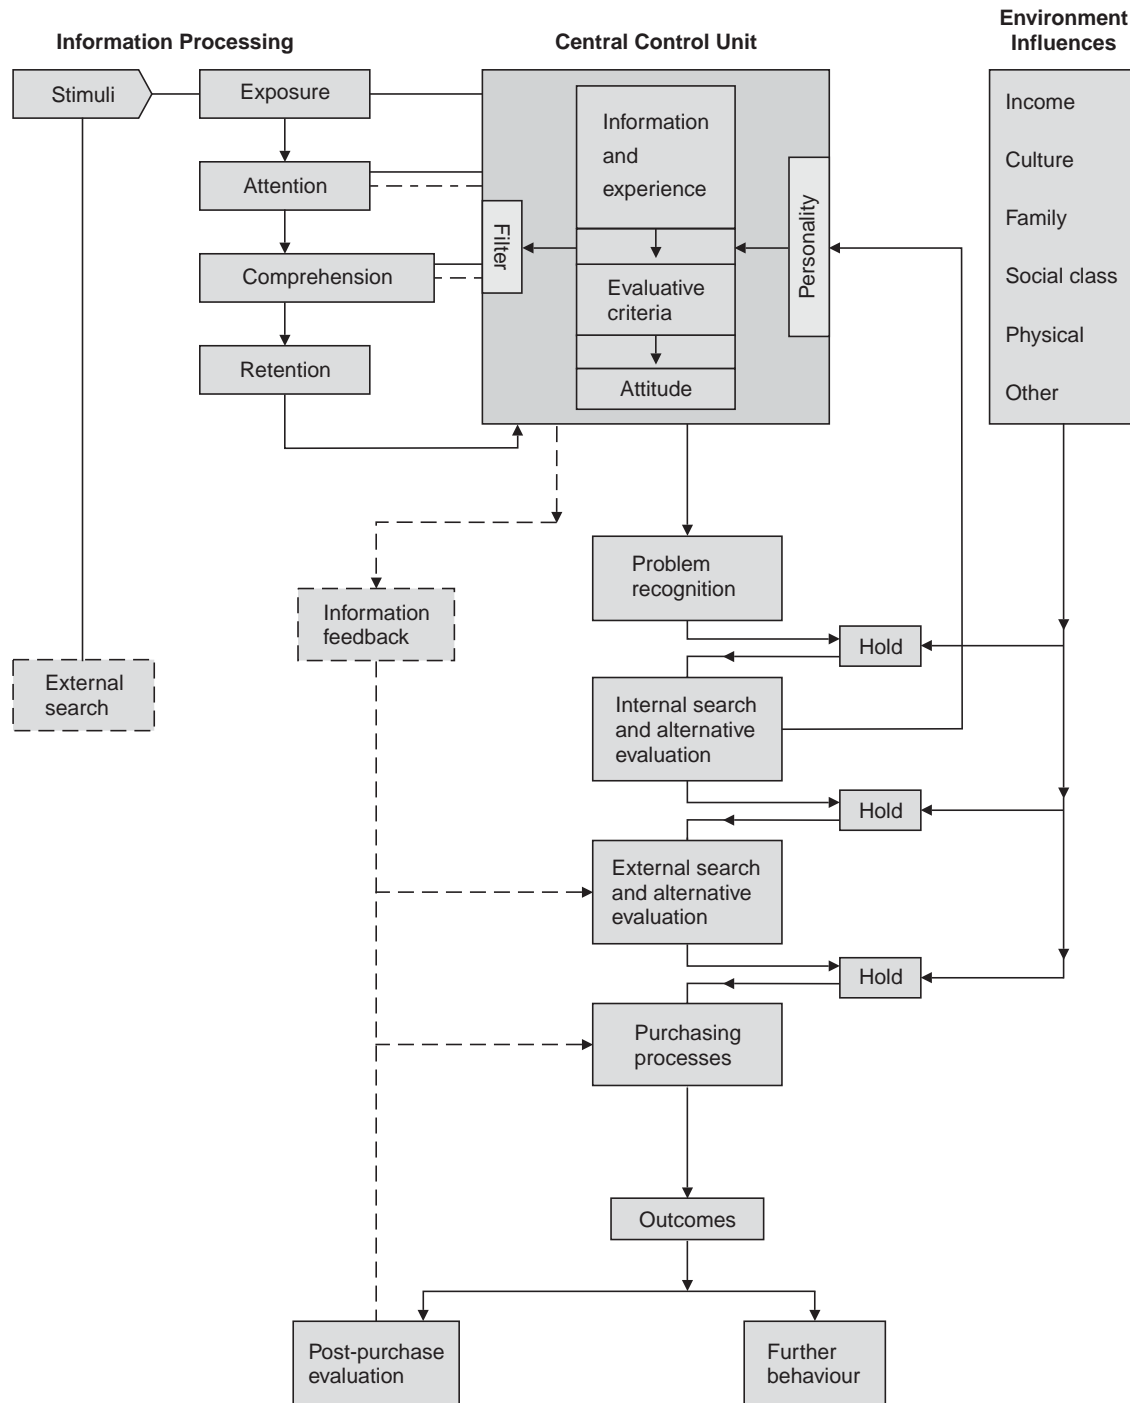 Information Processing
Central Control Unit
Environment
Influences
Stimuli
Exposure
Attention
Comprehension
Retention
Filter
Information
and
experience
Evaluative
criteria
Attitude
Personality
Income
Culture
Family
Social class
Physical
Other
Information
feedback
External
search
Problem
recognition
Hold
Internal search
and alternative
evaluation
Hold
External search
and alternative
evaluation
Hold
Purchasing
processes
Outcomes
Post-purchase
evaluation
Further
behaviour